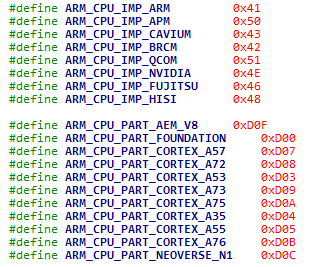 #define ARM_CPU_IMP_ARM 0x41
#define ARM_CPU_IMP_APM 0x50
#define ARM_CPU_IMP_CAVIUM 0x43
#define ARM_CPU_IMP_BRCM 0x42
#define ARM_CPU_IMP_QCOM 0x51
#define ARM_CPU_IMP_NVIDIA 0x4E
#define ARM_CPU_IMP_FUJITSU 0x46
#define ARM_CPU_IMP_HISI 0x48
#define ARM_CPU_PART_AEM_V8 0xD0F
#define ARM_CPU_PART_FOUNDATION 0xD00
#define ARM_CPU_PART_CORTEX_A57 0xD07
#define ARM_CPU_PART_CORTEX_A72 0xD08
#define ARM_CPU_PART_CORTEX_A53 0xD03
#define ARM_CPU_PART_CORTEX_A73 0xD09
#define ARM_CPU_PART_CORTEX_A75 0xD0A
#define ARM_CPU_PART_CORTEX_A35 0xD04
#define ARM_CPU_PART_CORTEX_A55 0xD05
#define ARM_CPU_PART_CORTEX_A76 0xD0B
#define ARM_CPU_PART_NEOVERSE_N1 0xD0C